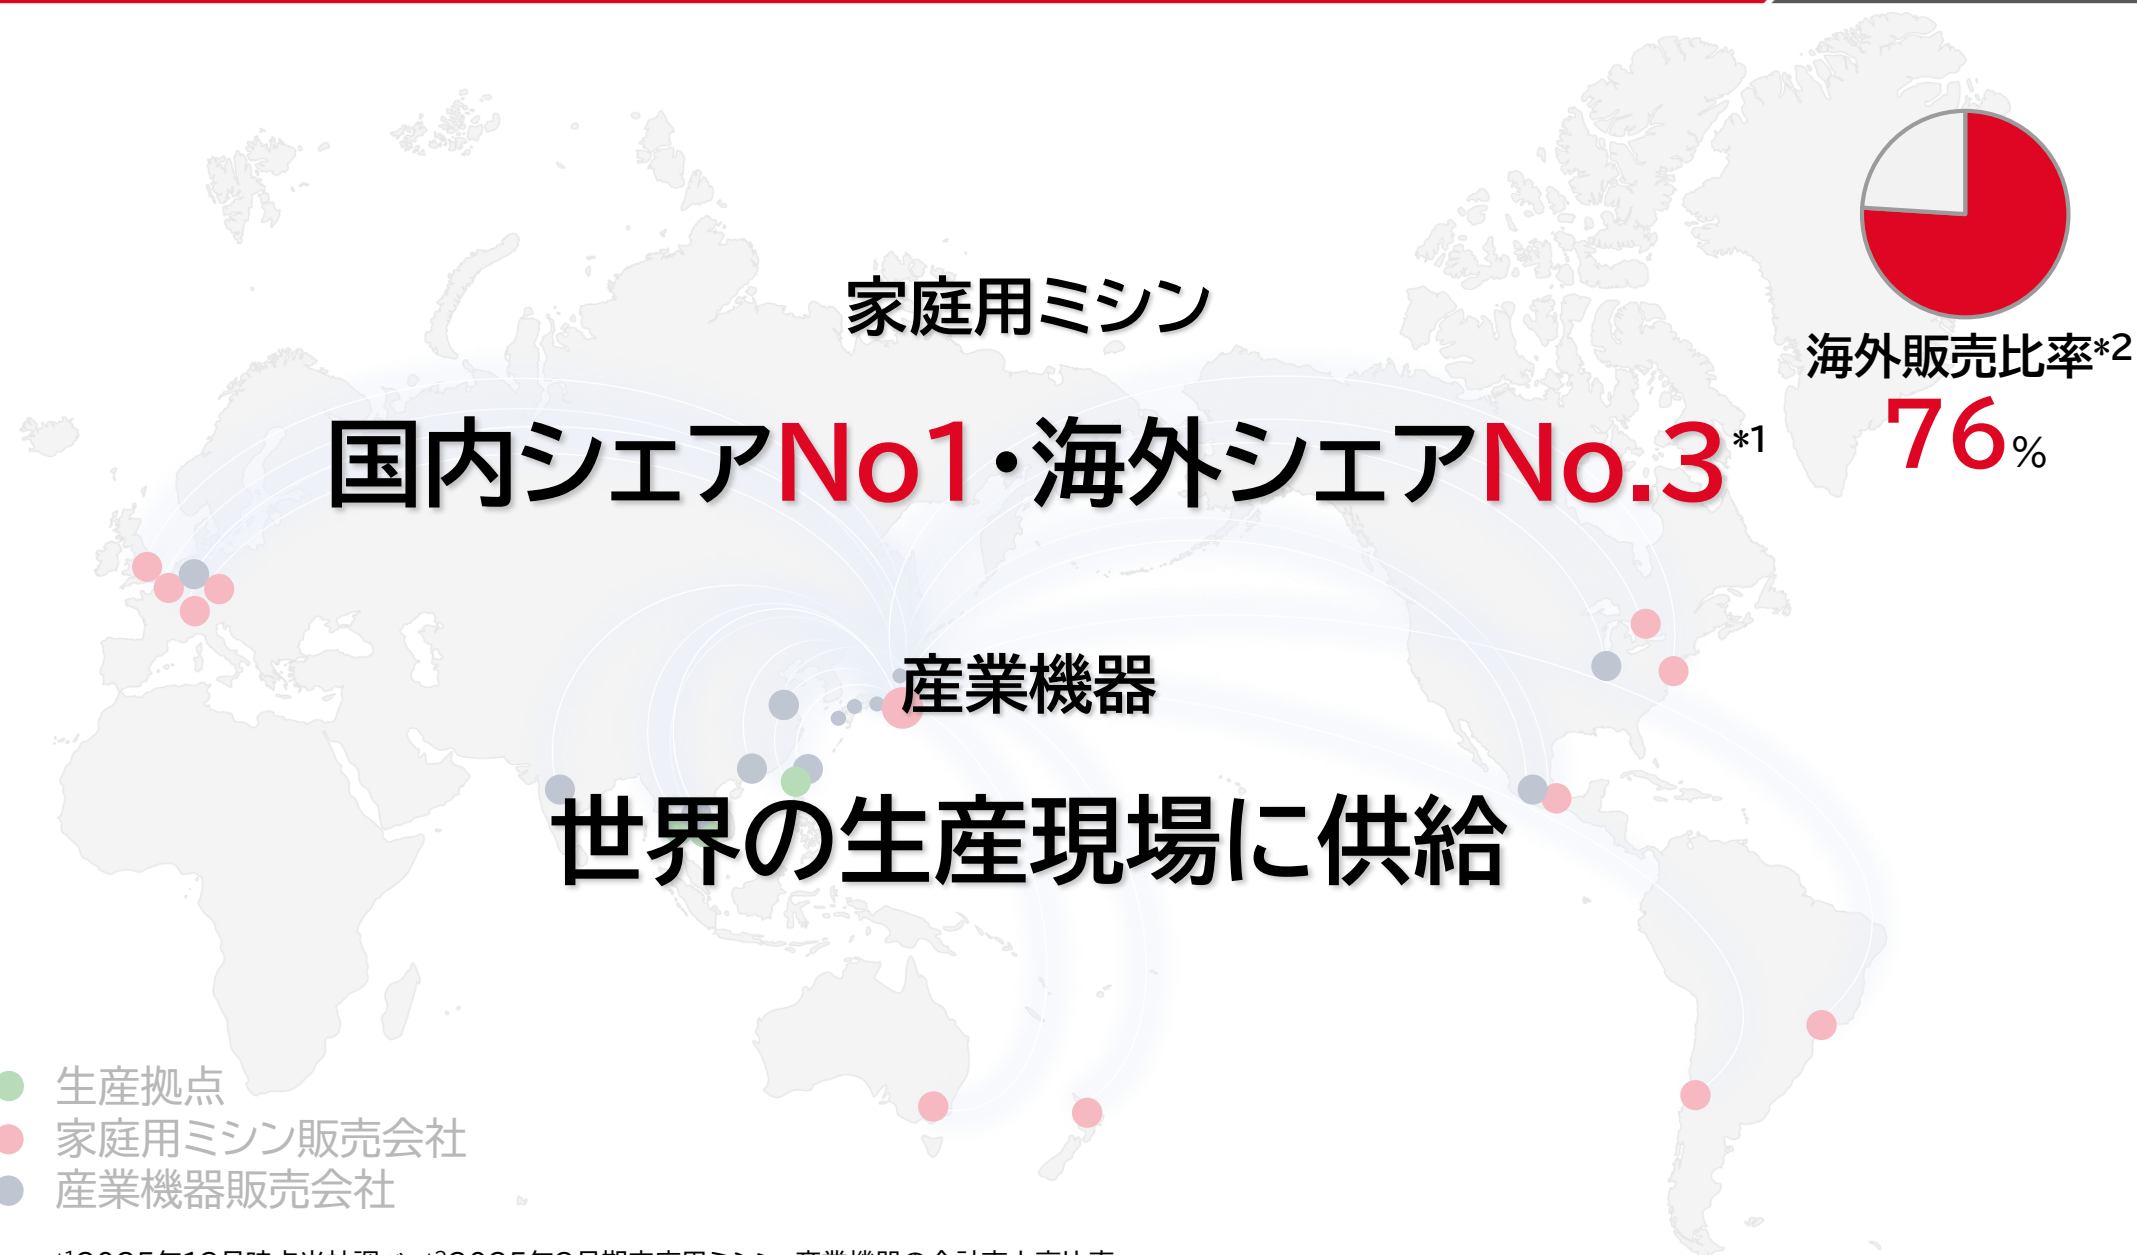 家庭用ミシン
国内シェアNo1・海外シェアNo.3*1
海外販売比率*2
76%
産業機器
世界の生産現場に供給
生産拠点
家庭用ミシン販売会社
産業機器販売会社